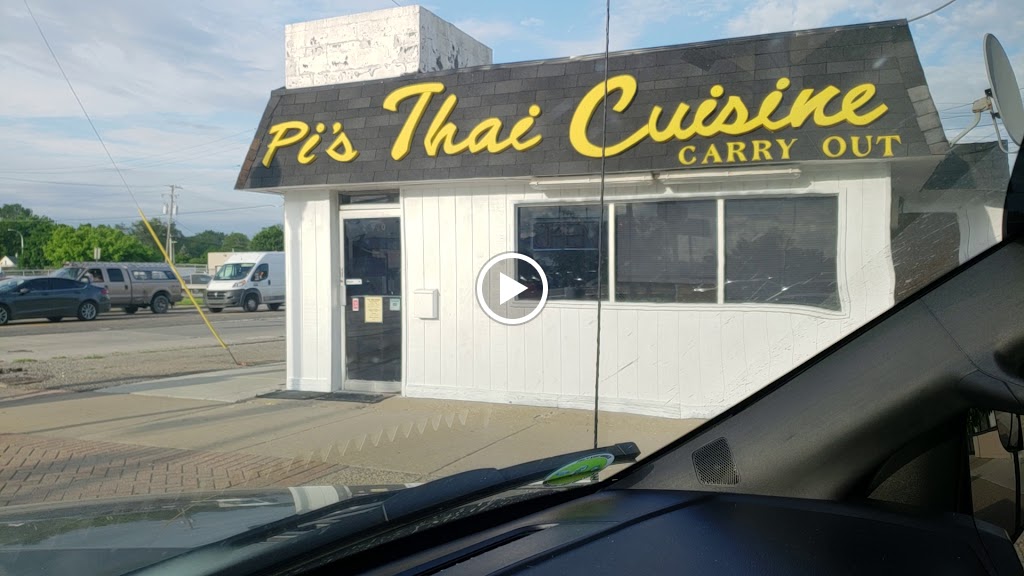 Pi's Thai Cuisine
CARRY OUT